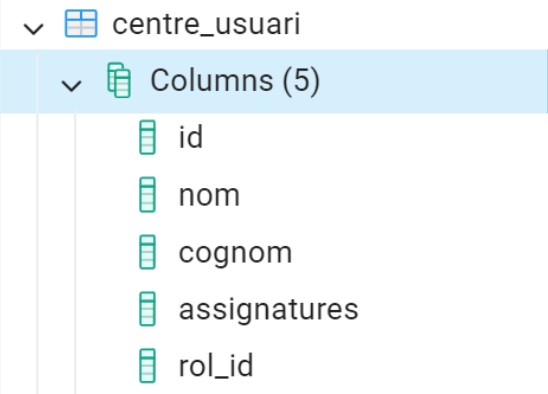 centre_usuari
Columns (5)
id
nom
cognom
assignatures
rol_id